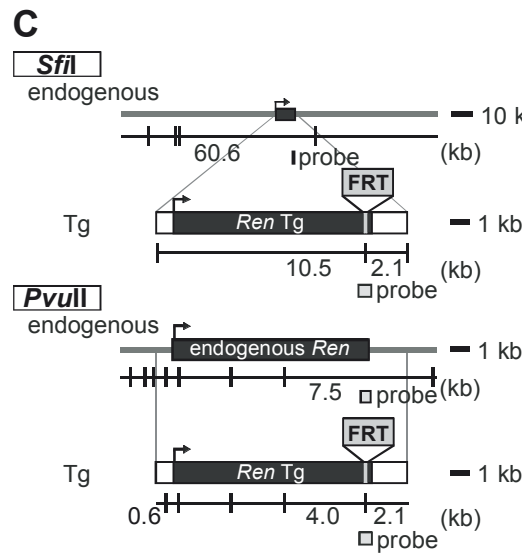 C
SfiI
endogenous
10 k
60.6
probe
(kb)
FRT
Tg
Ren Tg
1 kb
10.5
2.1
(kb)
probe
PvuII
endogenous
endogenous Ren
1 kb
7.5
probe
(kb)
FRT
Tg
Ren Tg
1 kb
0.6
4.0
2.1
(kb)
probe